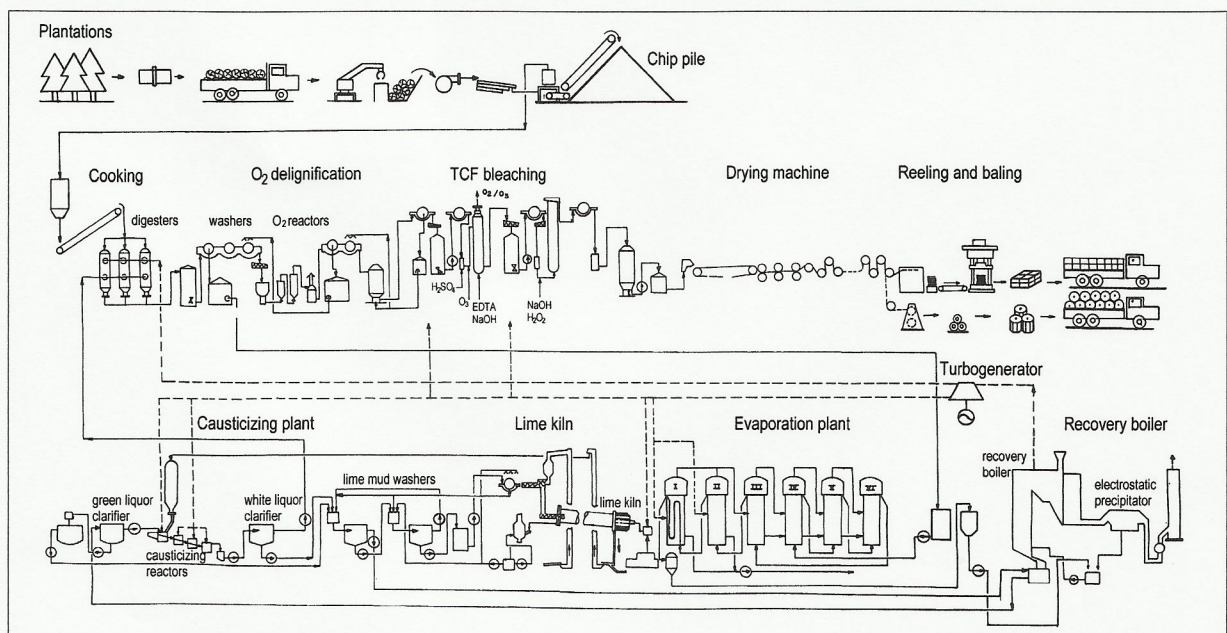 Plantations
Chip pile
Cooking
O2 delignification
TCF bleaching
Drying machine
Reeling and baling
digesters
washers
O2 reactors
O2/O3
H2SO4
O3
EDTA
NaOH
NaOH
H2O2
Turbogenerator
Causticizing plant
Lime kiln
Evaporation plant
Recovery boiler
green liquor
clarifier
causticizing
reactors
white liquor
clarifier
lime mud washers
lime kiln
I
II
III
IV
V
VI
recovery
boiler
electrostatic
precipitator